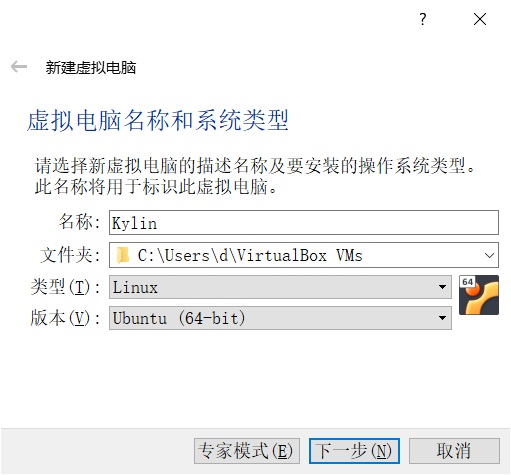 ?
新建虚拟电脑
虚拟电脑名称和系统类型
请选择新虚拟电脑的描述名称及要安装的操作系统类型。
此名称将用于标识此虚拟电脑。
名称: Kylin
文件夹: C:\Users\d\VirtualBox VMs
类型(T): Linux
64
版本(V): Ubuntu (64-bit)
专家模式(E) 下一步(N) 取消